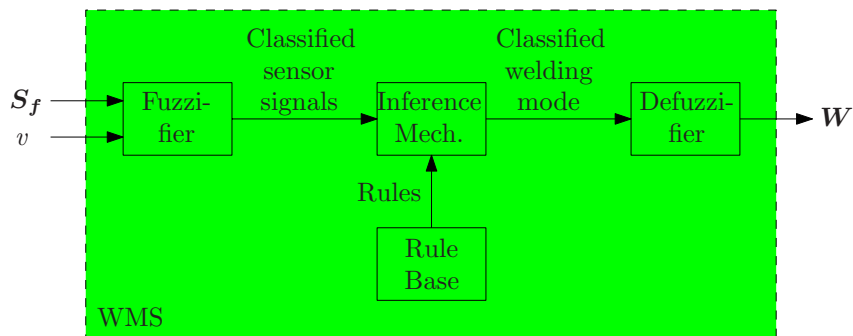 Classified
sensor
signals
Classified
welding
mode
S_f
v
Fuzzi-
fier
Inference
Mech.
Defuzzi-
fier
W
Rules
Rule
Base
WMS